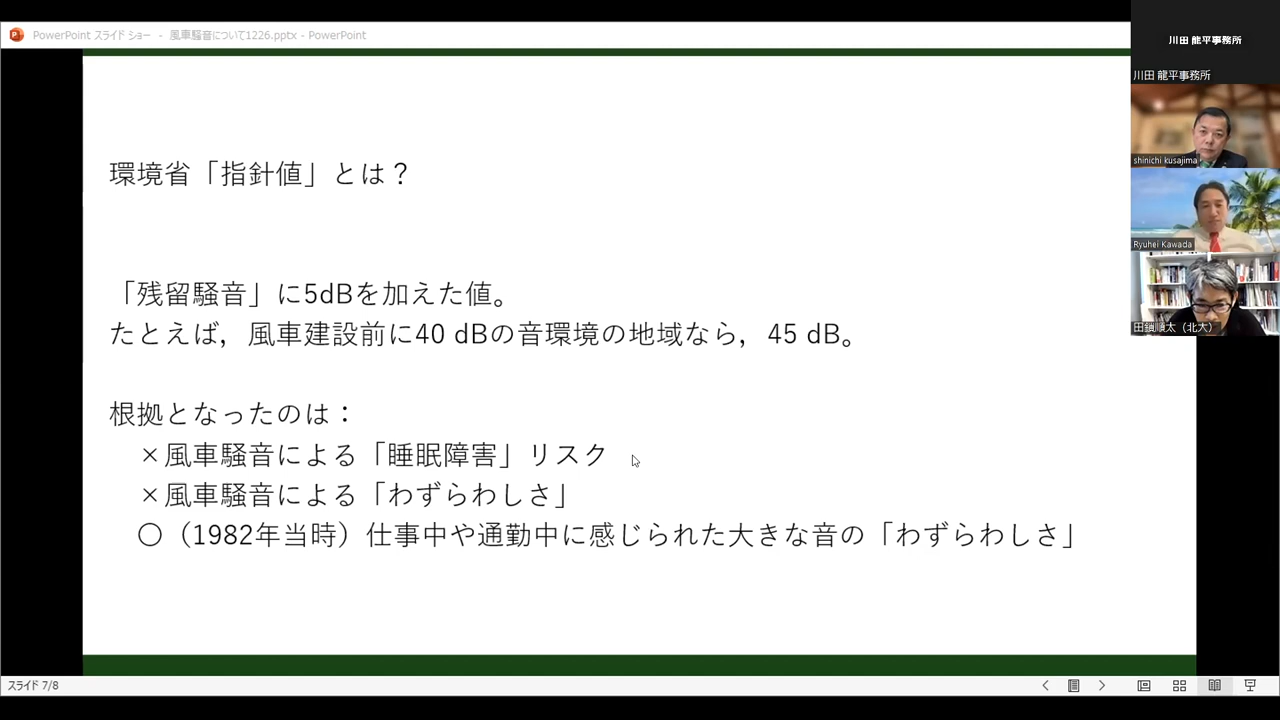 PowerPoint スライド ショー - 風車騒音について1226.pptx - PowerPoint
川田 龍平事務所
川田 龍平事務所
shinichi kusajima
Ryuhei Kawada
田鎖順太（北大）
環境省「指針値」とは？
「残留騒音」に5dBを加えた値。
たとえば，風車建設前に40 dBの音環境の地域なら，45 dB。
根拠となったのは：
×風車騒音による「睡眠障害」リスク
×風車騒音による「わずらわしさ」
〇（1982年当時）仕事中や通勤中に感じられた大きな音の「わずらわしさ」
スライド 7/8